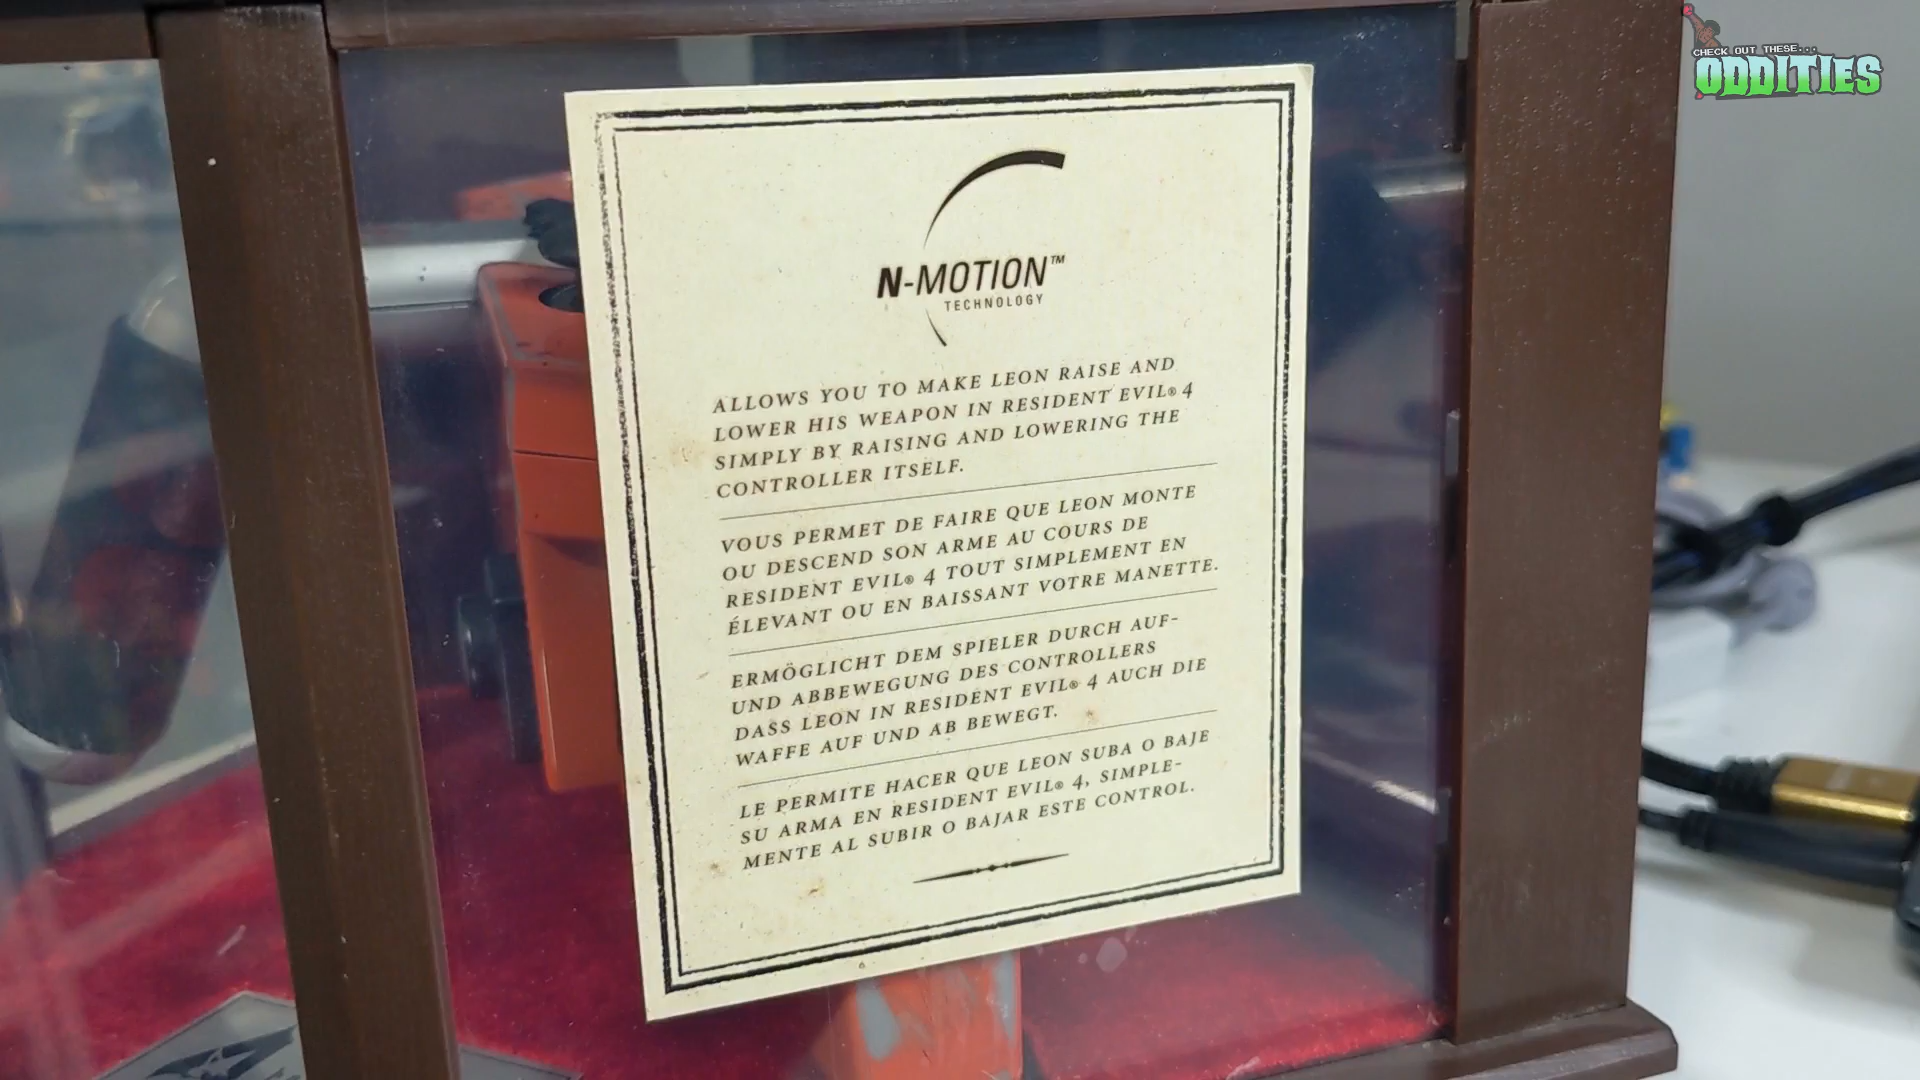 CHECK OUT THESE...
ODDITIES
N-MOTION™
TECHNOLOGY
ALLOWS YOU TO MAKE LEON RAISE AND
LOWER HIS WEAPON IN RESIDENT EVIL® 4
SIMPLY BY RAISING AND LOWERING THE
CONTROLLER ITSELF.
VOUS PERMET DE FAIRE QUE LEON MONTE
OU DESCEND SON ARME AU COURS DE
RESIDENT EVIL® 4 TOUT SIMPLEMENT EN
ÉLEVANT OU EN BAISSANT VOTRE MANETTE.
ERMÖGLICHT DEM SPIELER DURCH AUF-
UND ABBEWEGUNG DES CONTROLLERS
DASS LEON IN RESIDENT EVIL® 4 AUCH DIE
WAFFE AUF UND AB BEWEGT.
LE PERMITE HACER QUE LEON SUBA O BAJE
SU ARMA EN RESIDENT EVIL® 4, SIMPLE-
MENTE AL SUBIR O BAJAR ESTE CONTROL.